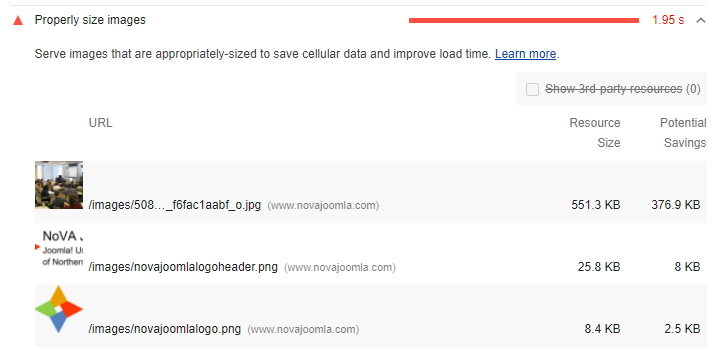 Properly size images 1.95 s
Serve images that are appropriately-sized to save cellular data and improve load time. Learn more.
Show 3rd-party resources (0)
URL Resource Size Potential Savings
/images/508…_f6fac1aabf_o.jpg (www.novajoomla.com) 551.3 KB 376.9 KB
NoVA J
Joomla! Us
of Northern
/images/novajoomlalogoheader.png (www.novajoomla.com) 25.8 KB 8 KB
/images/novajoomlalogo.png (www.novajoomla.com) 8.4 KB 2.5 KB